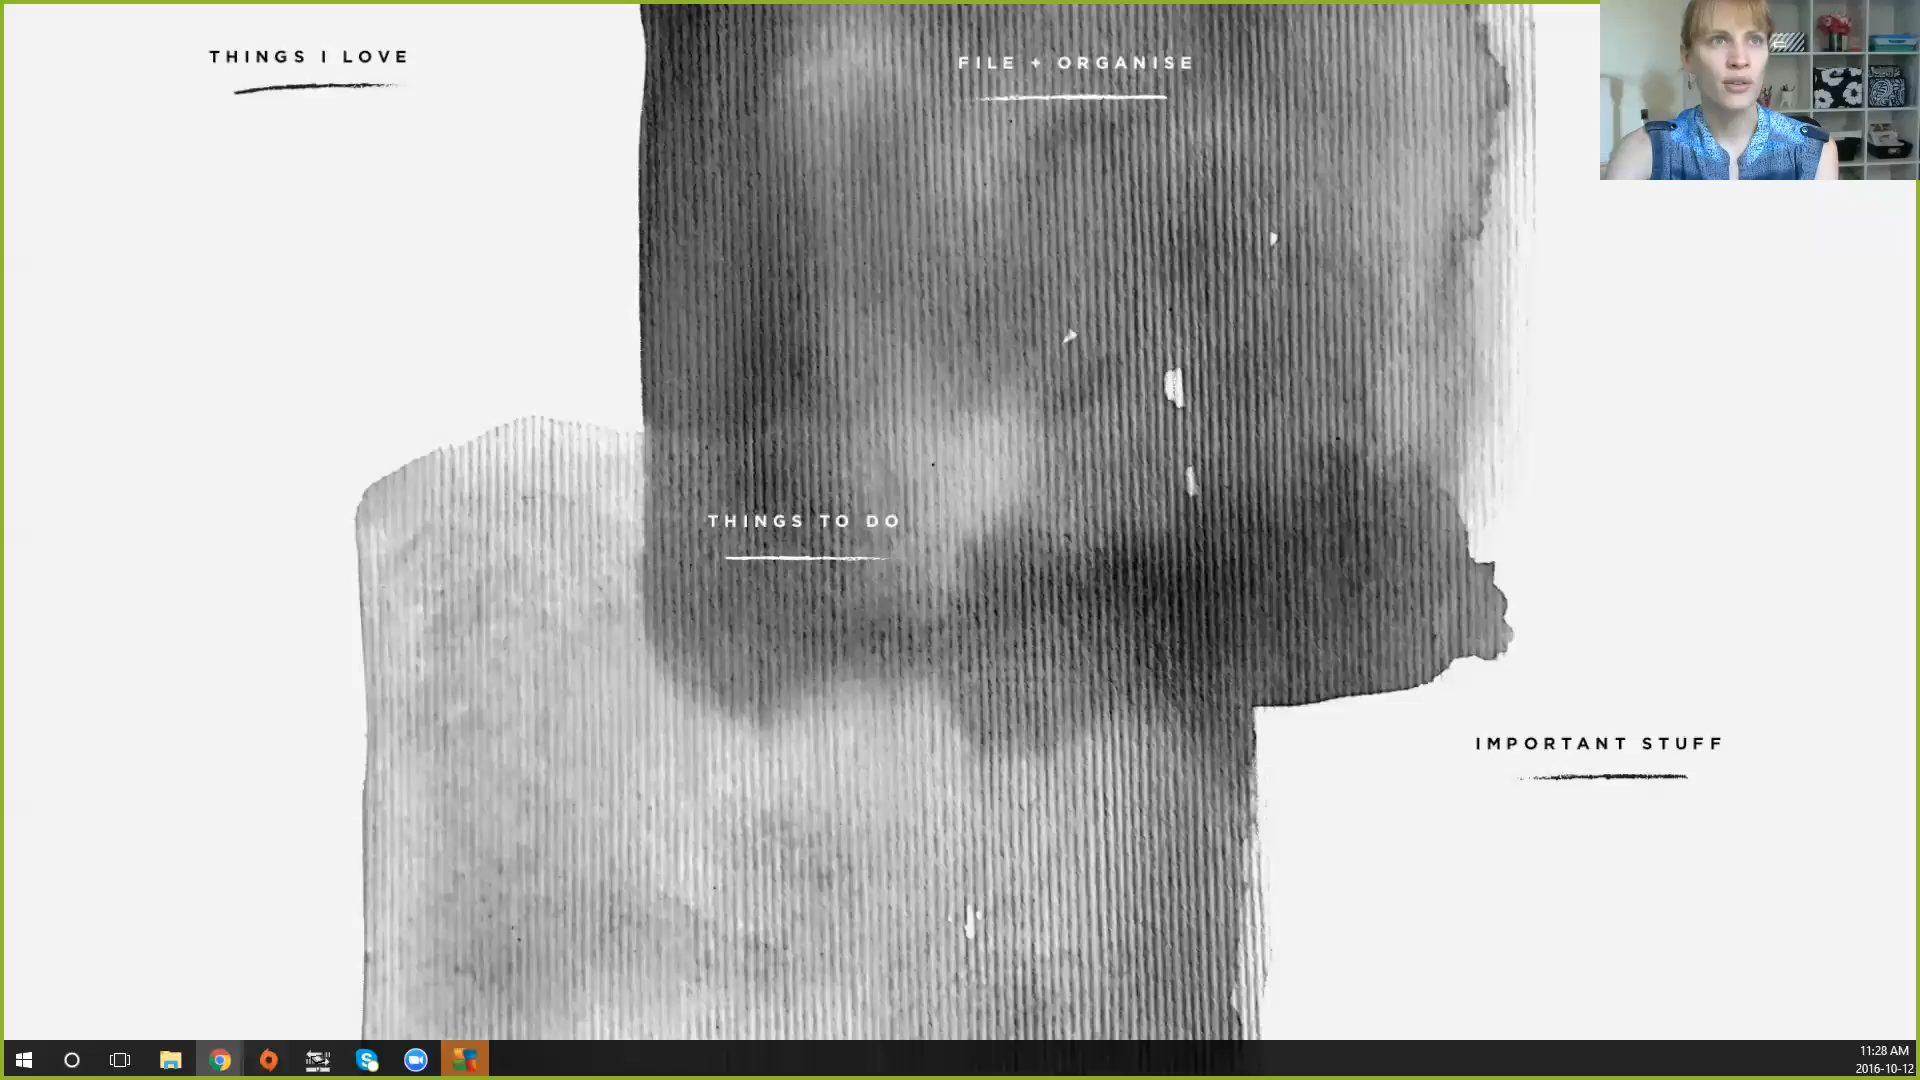 THINGS I LOVE
FILE + ORGANISE
THINGS TO DO
IMPORTANT STUFF
11:28 AM
2016-10-12